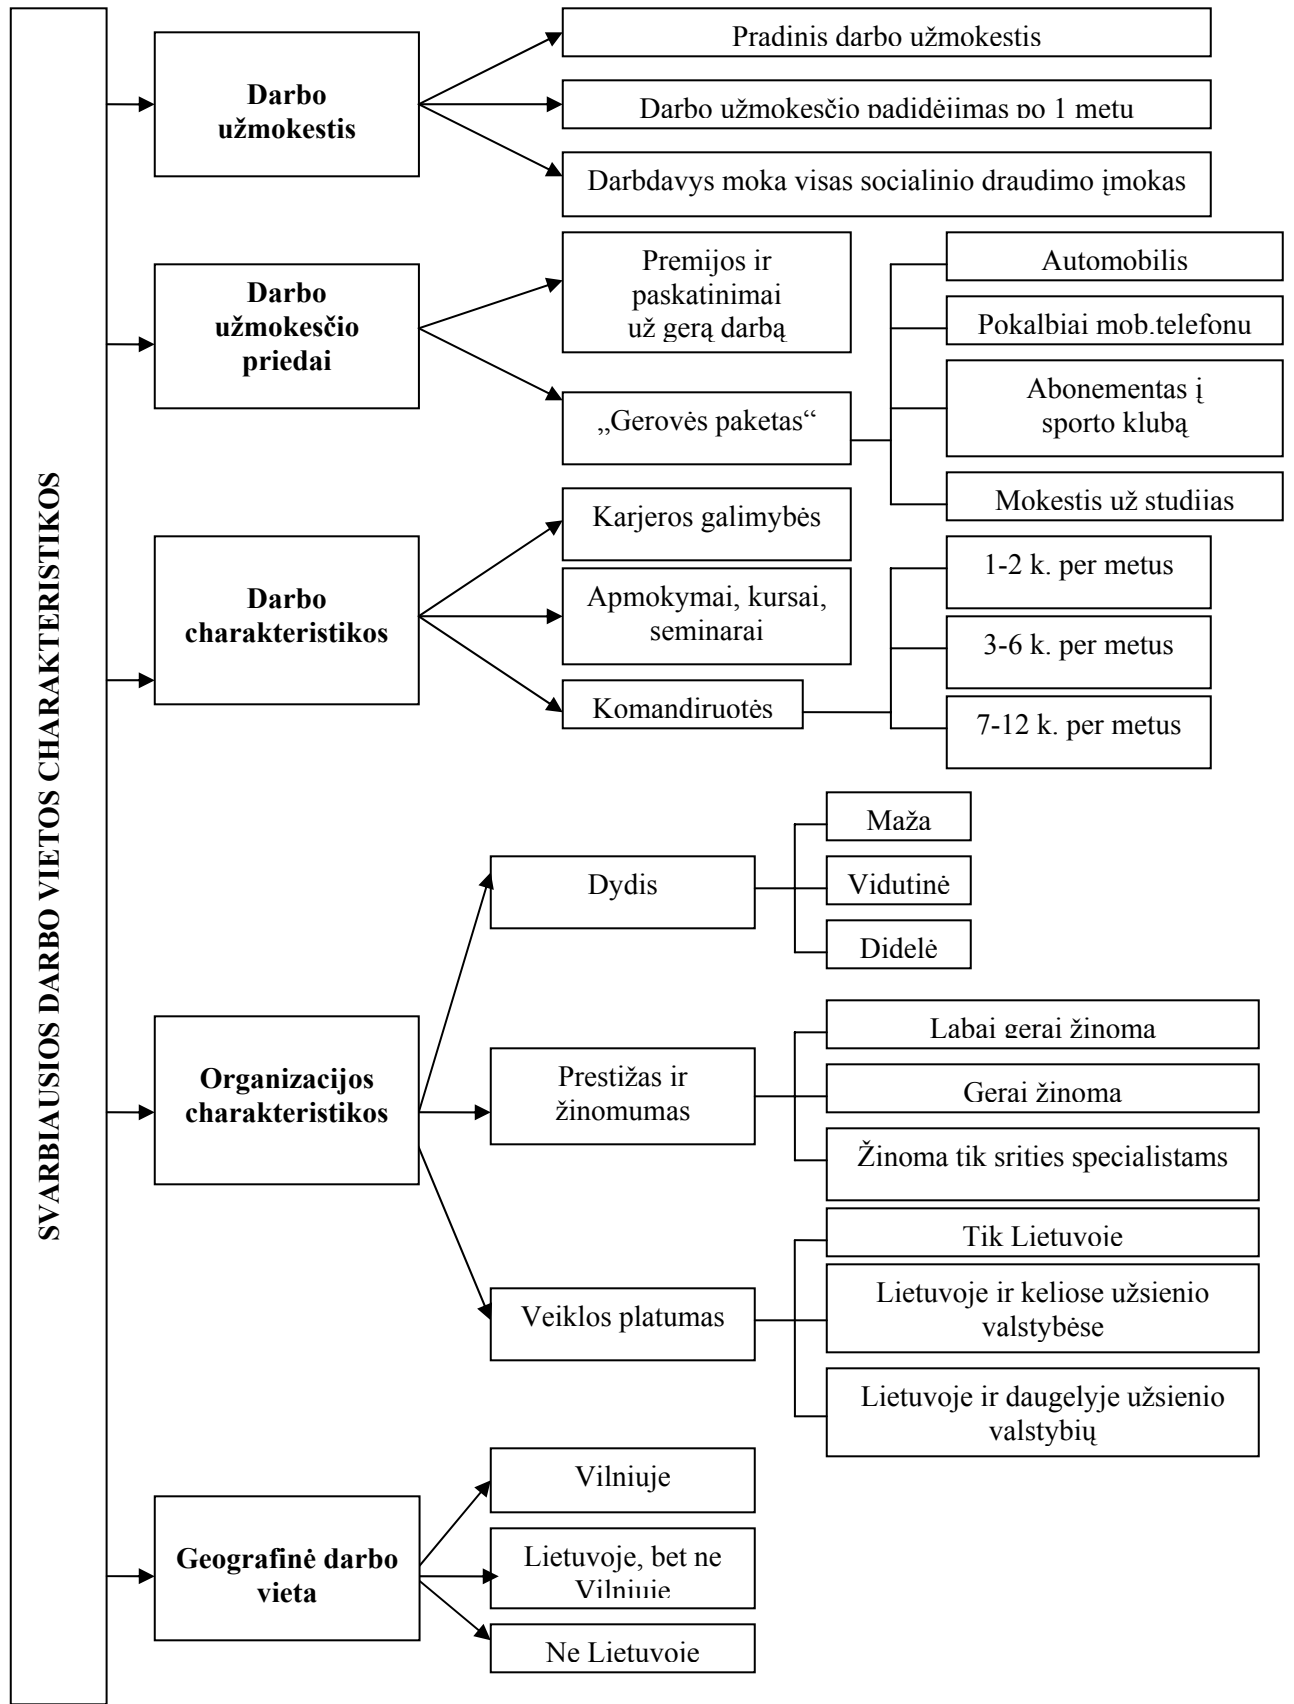 SVARBIAUSIOS DARBO VIETOS CHARAKTERISTIKOS
Darbo
užmokestis
Pradinis darbo užmokestis
Darbo užmokesčio padidėjimas po 1 metu
Darbdavys moka visas socialinio draudimo įmokas
Darbo
užmokesčio
priedai
Premijos ir
paskatinimai
už gerą darbą
„Gerovės paketas“
Automobilis
Pokalbiai mob.telefonu
Abonementas į
sporto klubą
Mokestis už studijas
Darbo
charakteristikos
Karjeros galimybės
Apmokymai, kursai,
seminarai
Komandiruotės
1-2 k. per metus
3-6 k. per metus
7-12 k. per metus
Organizacijos
charakteristikos
Dydis
Maža
Vidutinė
Didelė
Prestižas ir
žinomumas
Labai gerai žinoma
Gerai žinoma
Žinoma tik srities specialistams
Veiklos platumas
Tik Lietuvoje
Lietuvoje ir keliose užsienio
valstybėse
Lietuvoje ir daugelyje užsienio
valstybių
Geografinė darbo
vieta
Vilniuje
Lietuvoje, bet ne
Vilniuje
Ne Lietuvoje